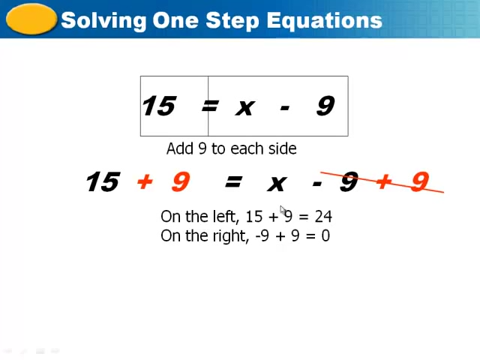 Solving One Step Equations
15 = x - 9
Add 9 to each side
15 + 9 = x - 9 + 9
On the left, 15 + 9 = 24
On the right, -9 + 9 = 0